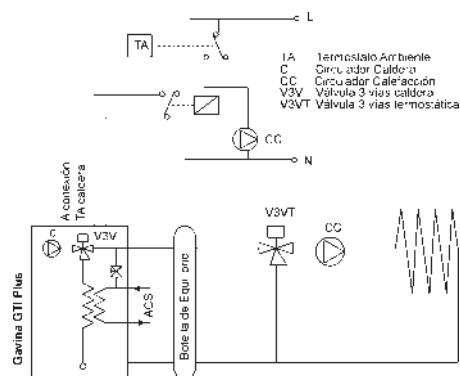 L
TA
TA Termostato Ambiente
C Circulador Caldera
CC Circulador Calefacción
V3V Válvula 3 vías caldera
V3VT Válvula 3 vías termostática
CC
N
A conexión
TA caldera
C
V3V
V3VT
CC
Gavina GTI Plus
ACS
Botella de Equilibrio